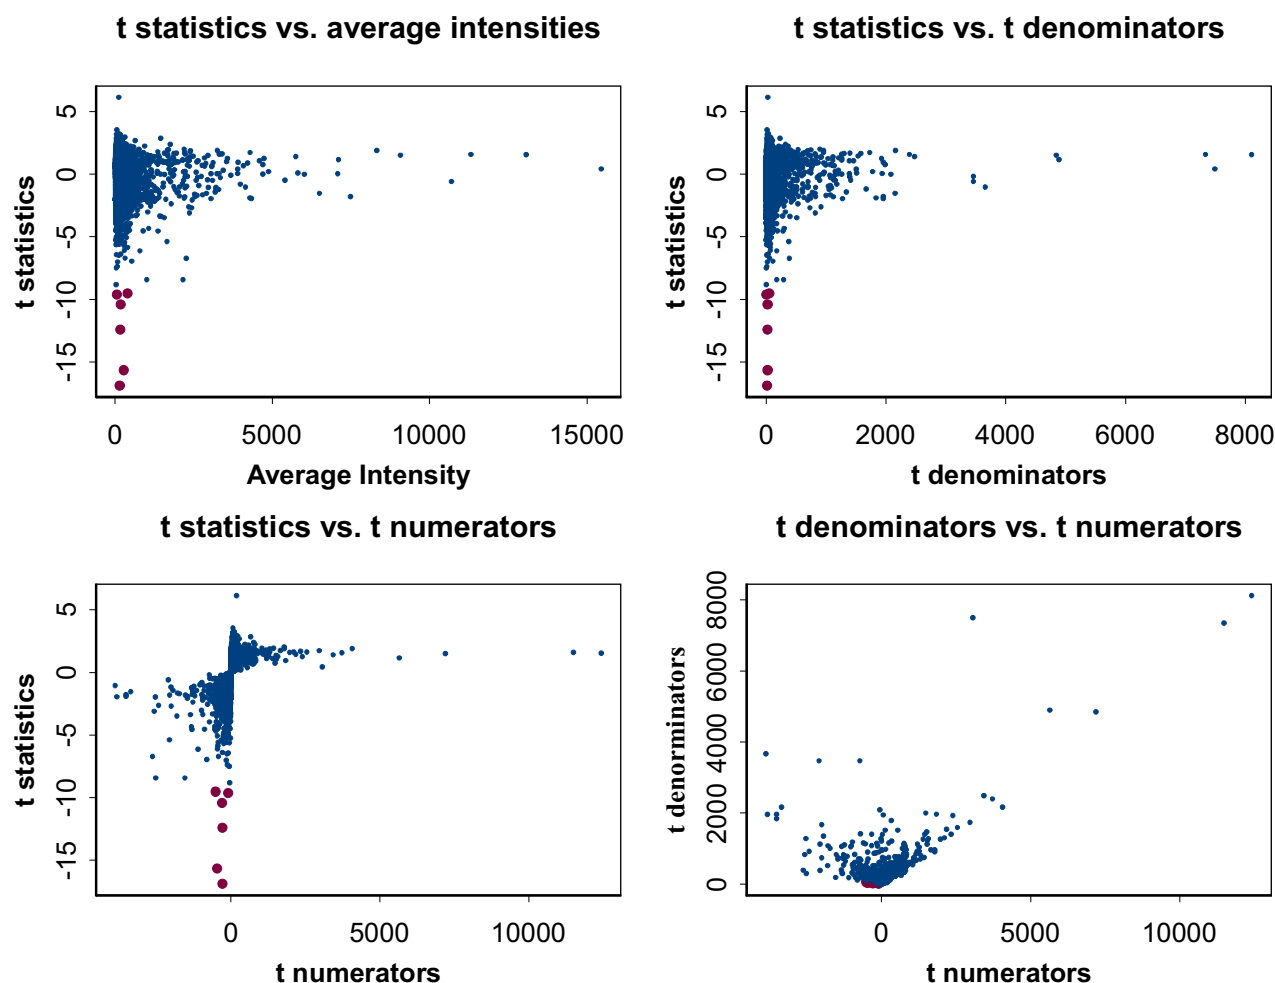 t statistics vs. average intensities
t statistics
5
0
-5
-10
-15
0 5000 10000 15000
Average Intensity
t statistics vs. t denominators
t statistics
5
0
-5
-10
-15
0 2000 4000 6000 8000
t denominators
t statistics vs. t numerators
t statistics
5
0
-5
-10
-15
0 5000 10000
t numerators
t denominators vs. t numerators
t denorminators
8000
6000
4000
2000
0
0 5000 10000
t numerators